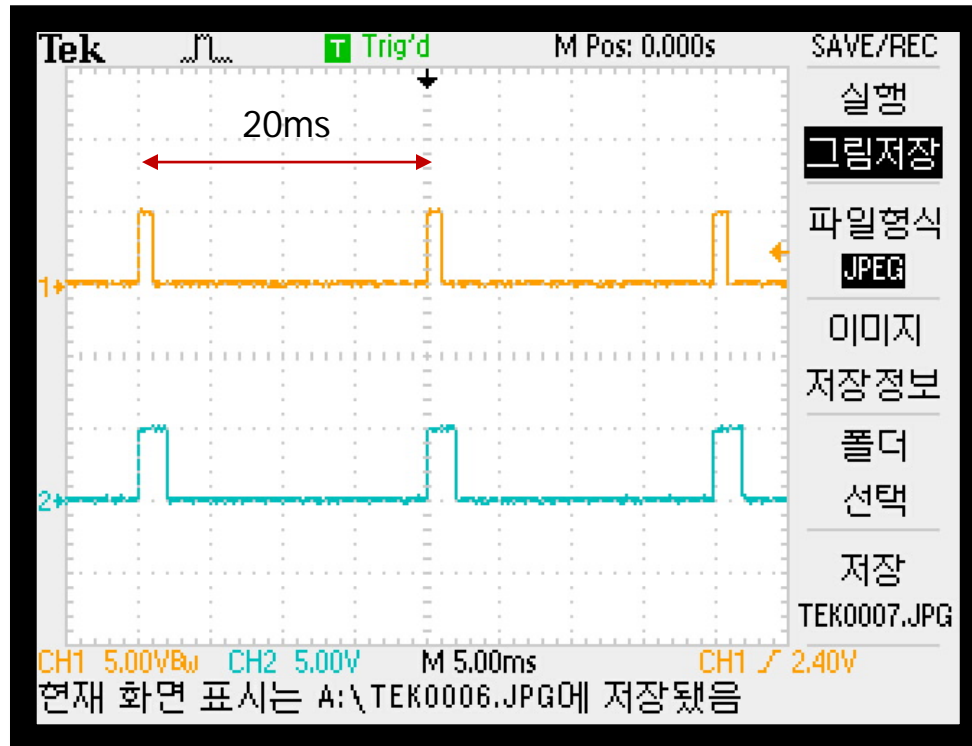 Tek T Trig'd M Pos: 0.000s SAVE/REC
실행
20ms
그림저장
파일형식
1
JPEG
이미지
저장정보
폴더
2
선택
저장
TEK0007.JPG
CH1 5.00VBW CH2 5.00V M 5.00ms CH1 2.40V
현재 화면 표시는 A:\TEK0006.JPG에 저장됐음